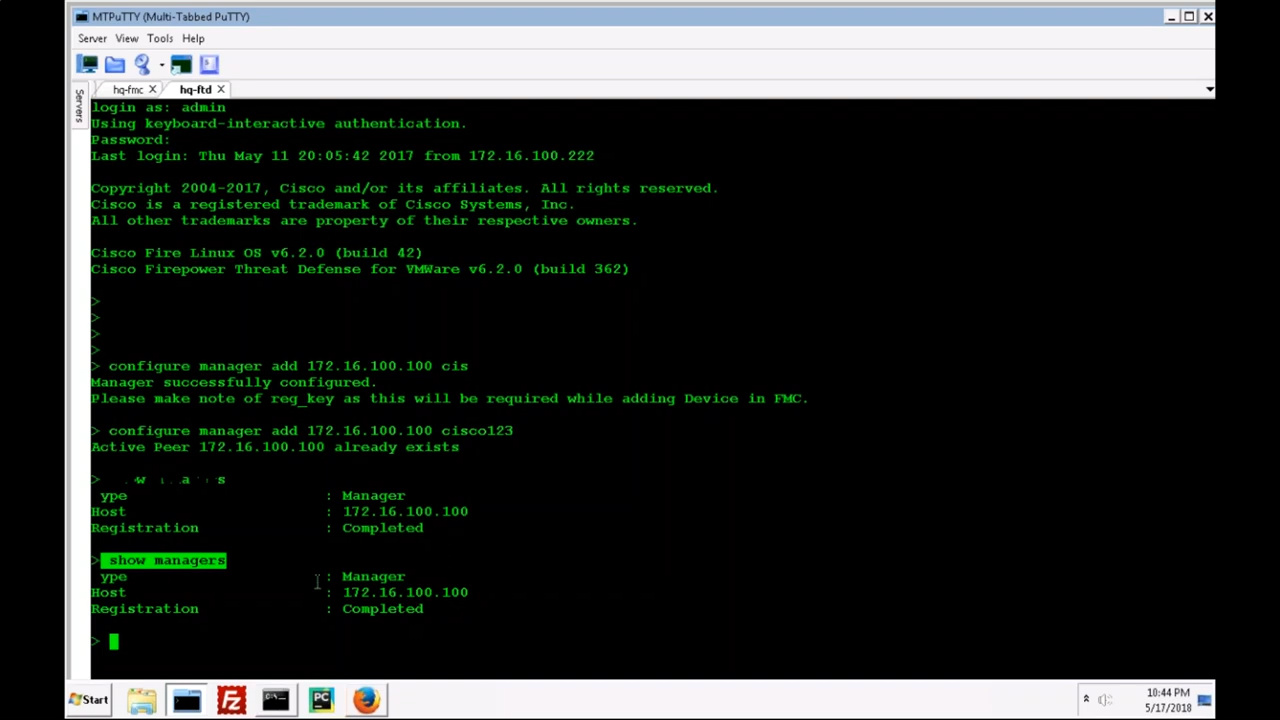 MTPuTTY (Multi-Tabbed PuTTY)
Server View Tools Help
hq-fmc hq-ftd
Servers
login as: admin
Using keyboard-interactive authentication.
Password:
Last login: Thu May 11 20:05:42 2017 from 172.16.100.222
Copyright 2004-2017, Cisco and/or its affiliates. All rights reserved.
Cisco is a registered trademark of Cisco Systems, Inc.
All other trademarks are property of their respective owners.
Cisco Fire Linux OS v6.2.0 (build 42)
Cisco Firepower Threat Defense for VMWare v6.2.0 (build 362)
>
>
>
>
> configure manager add 172.16.100.100 cis
Manager successfully configured.
Please make note of reg_key as this will be required while adding Device in FMC.
> configure manager add 172.16.100.100 cisco123
Active Peer 172.16.100.100 already exists
>
ype : Manager
Host : 172.16.100.100
Registration : Completed
> show managers
ype : Manager
Host : 172.16.100.100
Registration : Completed
>
Start
PC
10:44 PM
5/17/2018